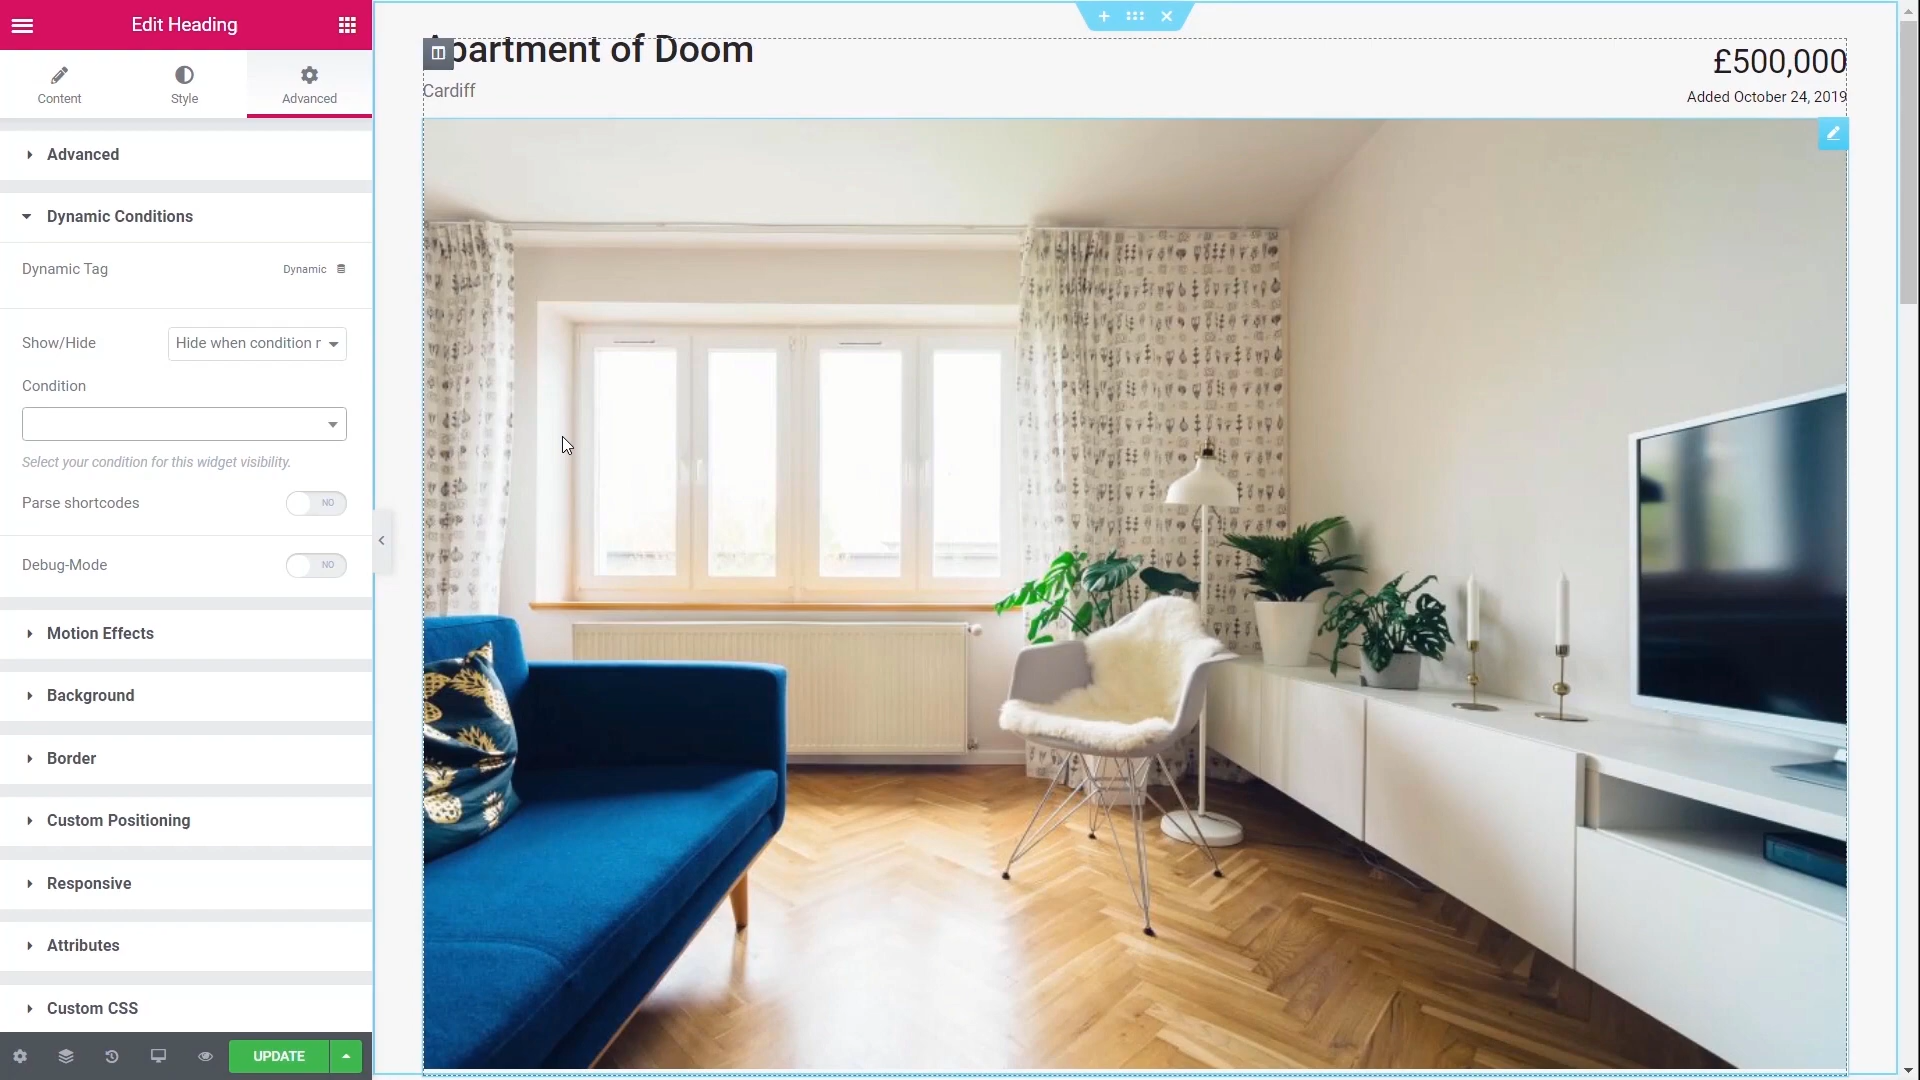 Edit Heading
Content
Style
Advanced
Advanced
Dynamic Conditions
Dynamic Tag
Dynamic
Show/Hide
Hide when condition r
Condition
Select your condition for this widget visibility.
Parse shortcodes
NO
Debug-Mode
NO
Motion Effects
Background
Border
Custom Positioning
Responsive
Attributes
Custom CSS
UPDATE
Apartment of Doom
Cardiff
£500,000
Added October 24, 2019